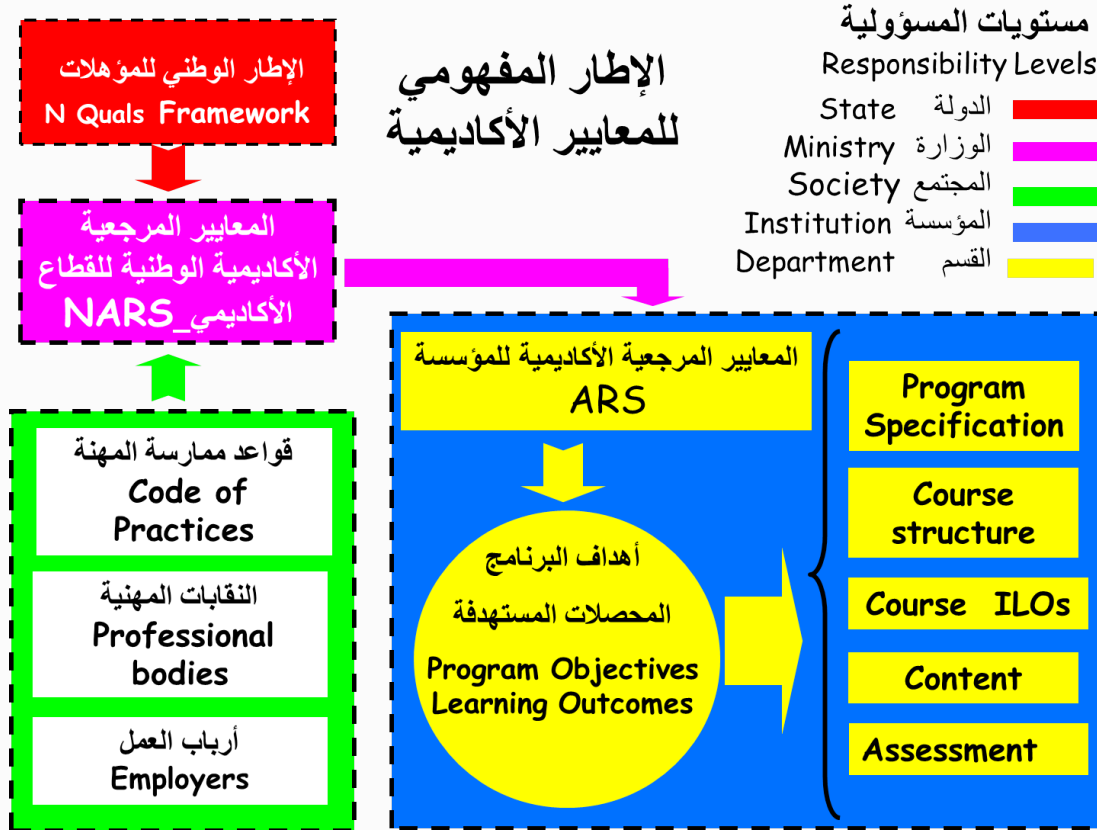 الإطار المفهومي
للمعايير الأكاديمية
مستويات المسؤولية
Responsibility Levels
State الدولة
Ministry الوزارة
Society المجتمع
Institution المؤسسة
Department القسم
الإطار الوطني للمؤهلات
N Quals Framework
المعايير المرجعية
الأكاديمية الوطنية للقطاع
الأكاديمي_NARS
قواعد ممارسة المهنة
Code of
Practices
النقابات المهنية
Professional
bodies
أرباب العمل
Employers
المعايير المرجعية الأكاديمية للمؤسسة
ARS
أهداف البرنامج
المحصلات المستهدفة
Program Objectives
Learning Outcomes
Program
Specification
Course
structure
Course ILOs
Content
Assessment